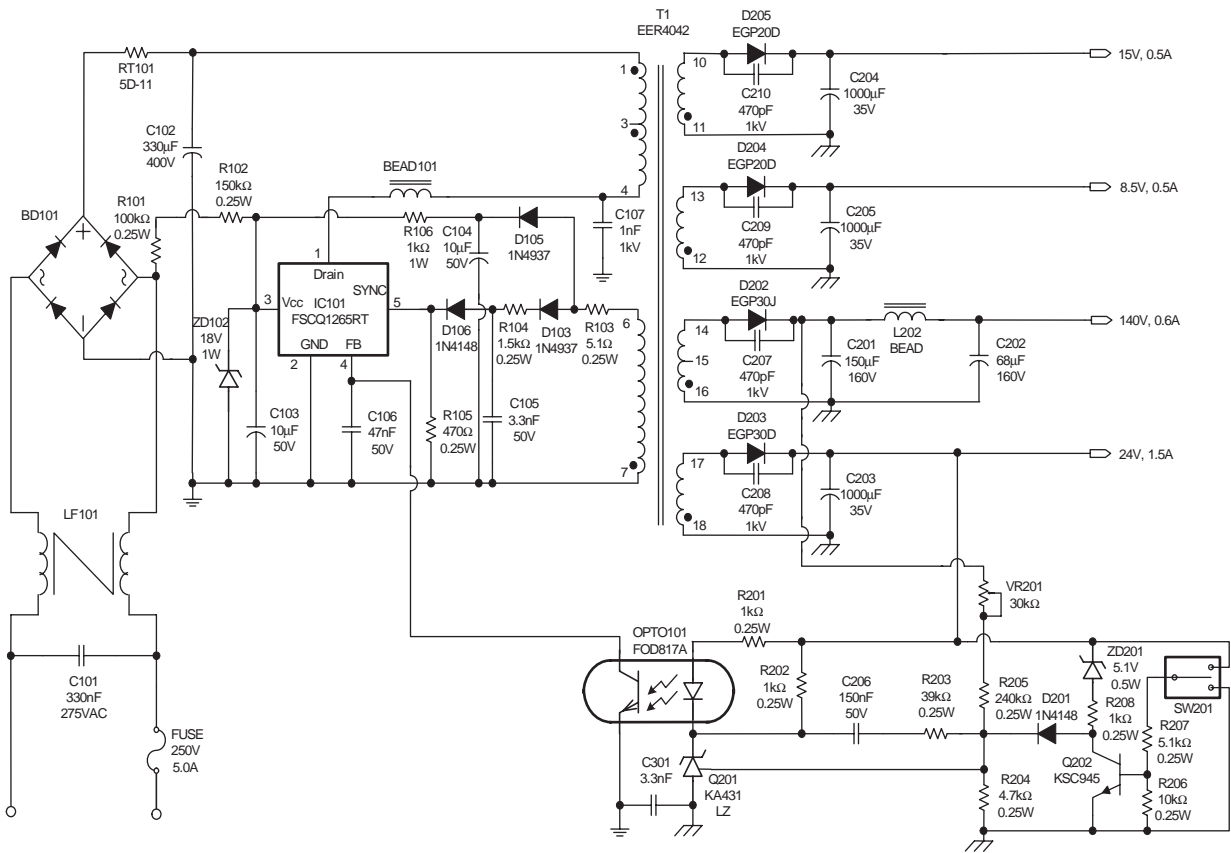 T1
EER4042
RT101
5D-11
C102
330μF
400V
R102
150kΩ
0.25W
R101
100kΩ
0.25W
BD101
BEAD101
1
3
4
C107
1nF
1kV
R106
1kΩ
1W
C104
10μF
50V
D105
1N4937
1
Drain
SYNC
3
Vcc
IC101
FSCQ1265RT
5
GND
FB
2
4
ZD102
18V
1W
D106
1N4148
R104
1.5kΩ
0.25W
D103
1N4937
R103
5.1Ω
0.25W
6
7
C103
10μF
50V
C106
47nF
50V
R105
470Ω
0.25W
C105
3.3nF
50V
LF101
C101
330nF
275VAC
FUSE
250V
5.0A
D205
EGP20D
10
11
C210
470pF
1kV
C204
1000μF
35V
15V, 0.5A
D204
EGP20D
13
12
C209
470pF
1kV
C205
1000μF
35V
8.5V, 0.5A
D202
EGP30J
14
15
16
C207
470pF
1kV
C201
150μF
160V
L202
BEAD
C202
68μF
160V
140V, 0.6A
D203
EGP30D
17
18
C208
470pF
1kV
C203
1000μF
35V
24V, 1.5A
VR201
30kΩ
OPTO101
FOD817A
R201
1kΩ
0.25W
R202
1kΩ
0.25W
C206
150nF
50V
R203
39kΩ
0.25W
R205
240kΩ
0.25W
D201
1N4148
ZD201
5.1V
0.5W
R208
1kΩ
0.25W
SW201
R207
5.1kΩ
0.25W
Q202
KSC945
R206
10kΩ
0.25W
R204
4.7kΩ
0.25W
C301
3.3nF
Q201
KA431
LZ